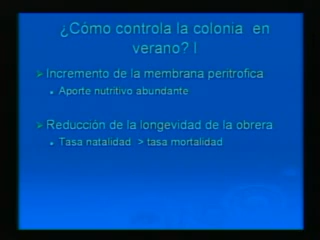 ¿Cómo controla la colonia en
verano? I
Incremento de la membrana peritrofica
Aporte nutritivo abundante
Reducción de la longevidad de la obrera
Tasa natalidad > tasa mortalidad